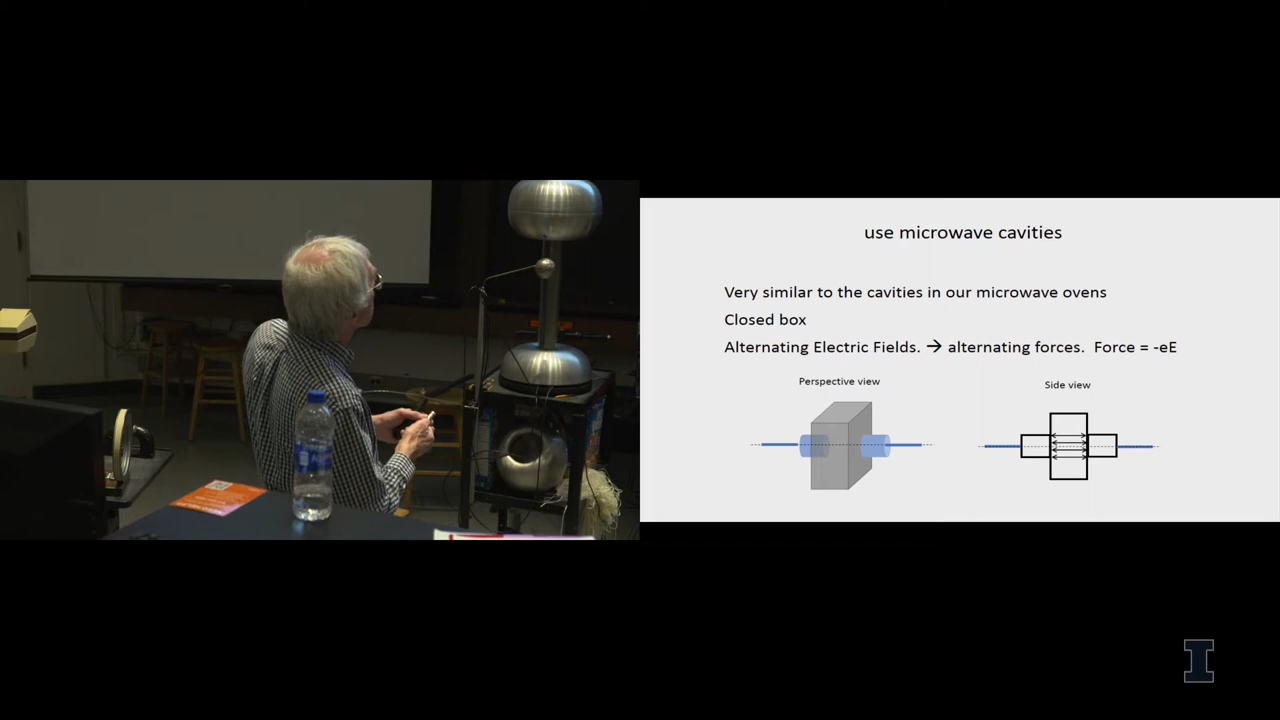 use microwave cavities
Very similar to the cavities in our microwave ovens
Closed box
Alternating Electric Fields. → alternating forces.  Force = -eE
Perspective view
Side view